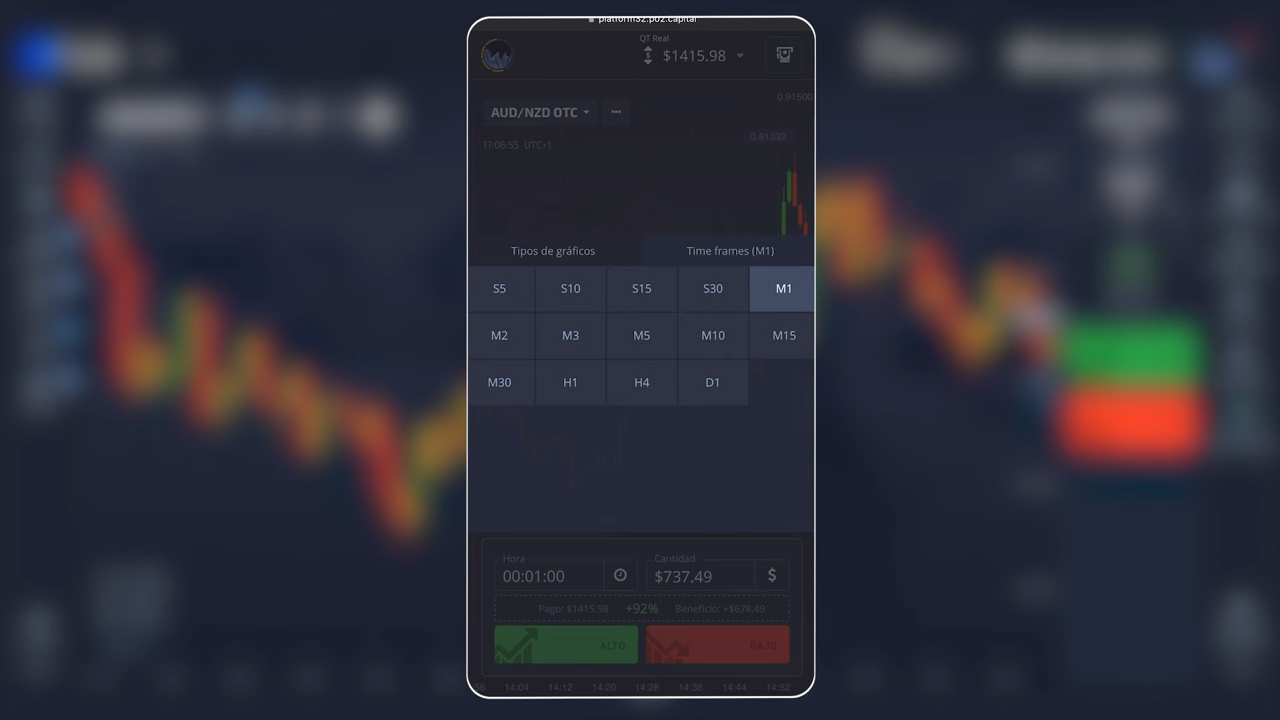 platform32.po2.capital
QT Real
$1415.98
0.91500
AUD/NZD OTC
0.91332
17:06:55 UTC+1
Tipos de gráficos
Time frames (M1)
S5 S10 S15 S30 M1
M2 M3 M5 M10 M15
M30 H1 H4 D1
Hora
Cantidad
00:01:00
$737.49
$
Pago: $1415.98 +92% Beneficio: +$678.49
ALTO
BAJO
14:04 14:12 14:20 14:28 14:36 14:44 14:52